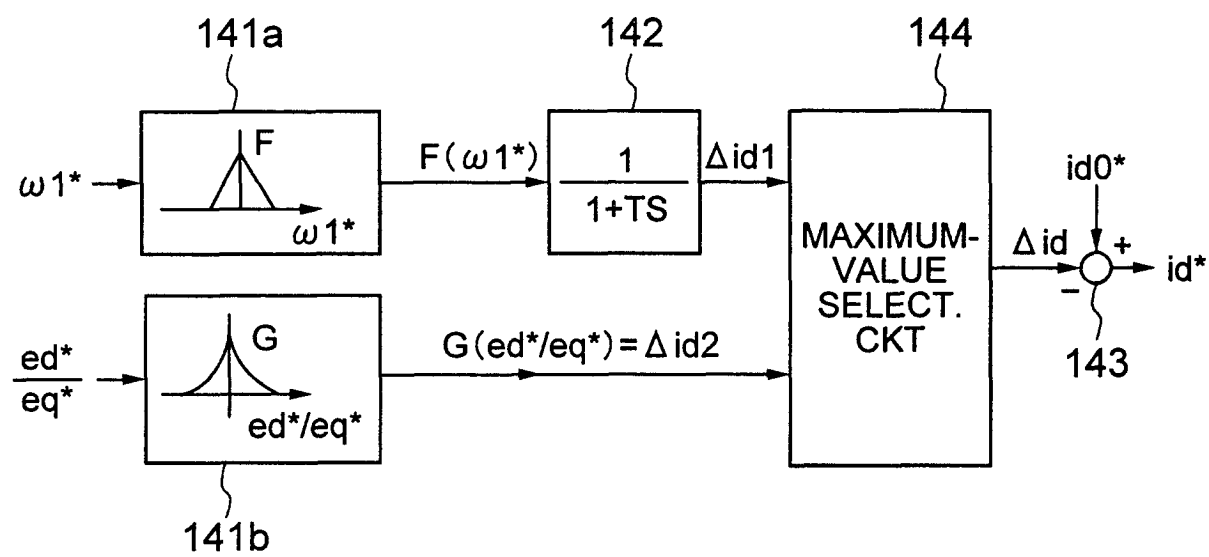 141a
142
144
F
ω1*
ω1*
F(ω1*)
1
1+TS
Δid1
MAXIMUM-
VALUE
SELECT.
CKT
id0*
Δid
+
−
id*
143
ed*
eq*
G
ed*/eq*
G(ed*/eq*)=Δid2
141b